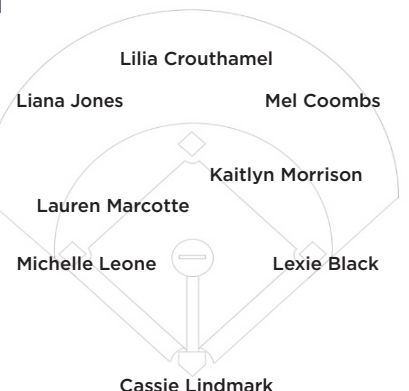 Lilia Crouthamel
Liana Jones
Mel Coombs
Kaitlyn Morrison
Lauren Marcotte
Michelle Leone
Lexie Black
Cassie Lindmark